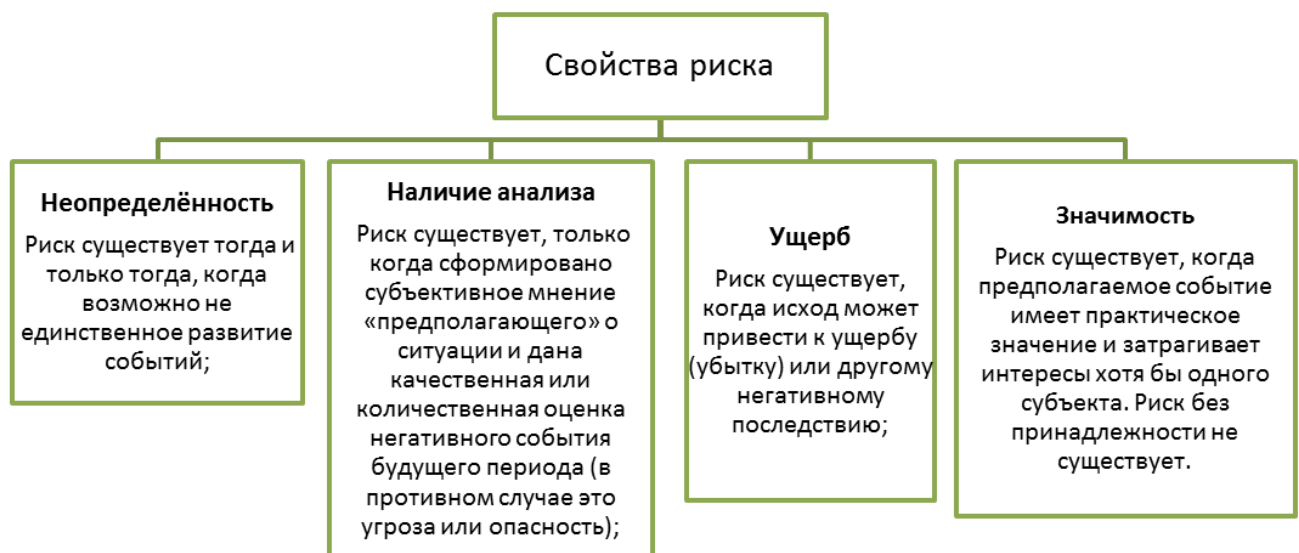 Свойства риска
Неопределённость
Риск существует тогда и
только тогда, когда
возможно не
единственное развитие
событий;
Наличие анализа
Риск существует, только
когда сформировано
субъективное мнение
«предполагающего» о
ситуации и дана
качественная или
количественная оценка
негативного события
будущего периода (в
противном случае это
угроза или опасность);
Ущерб
Риск существует,
когда исход может
привести к ущербу
(убытку) или другому
негативному
последствию;
Значимость
Риск существует, когда
предполагаемое событие
имеет практическое
значение и затрагивает
интересы хотя бы одного
субъекта. Риск без
принадлежности не
существует.